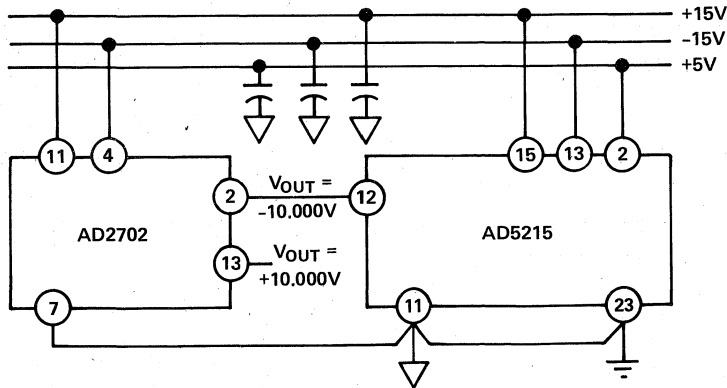 +15V
-15V
+5V
11
4
15
13
2
2
VOUT =
-10.000V
12
AD2702
AD5215
13
VOUT =
+10.000V
7
11
23